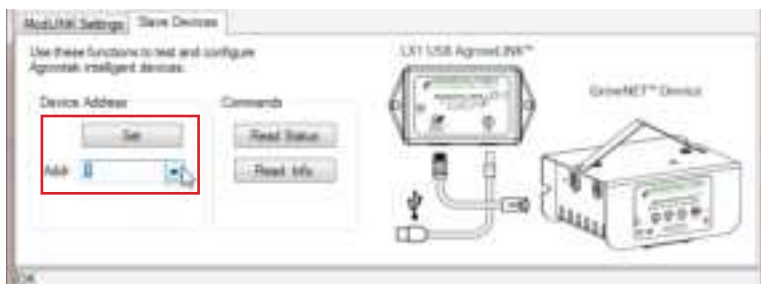 ModLINK Settings
Slave Devices
Use these functions to test and configure
Agrowtek intelligent devices.
Device Address
Set
Addr
Commands
Read Status
Read Info
LX1 USB AgrowLINK™
GrowNET™ Device
OK